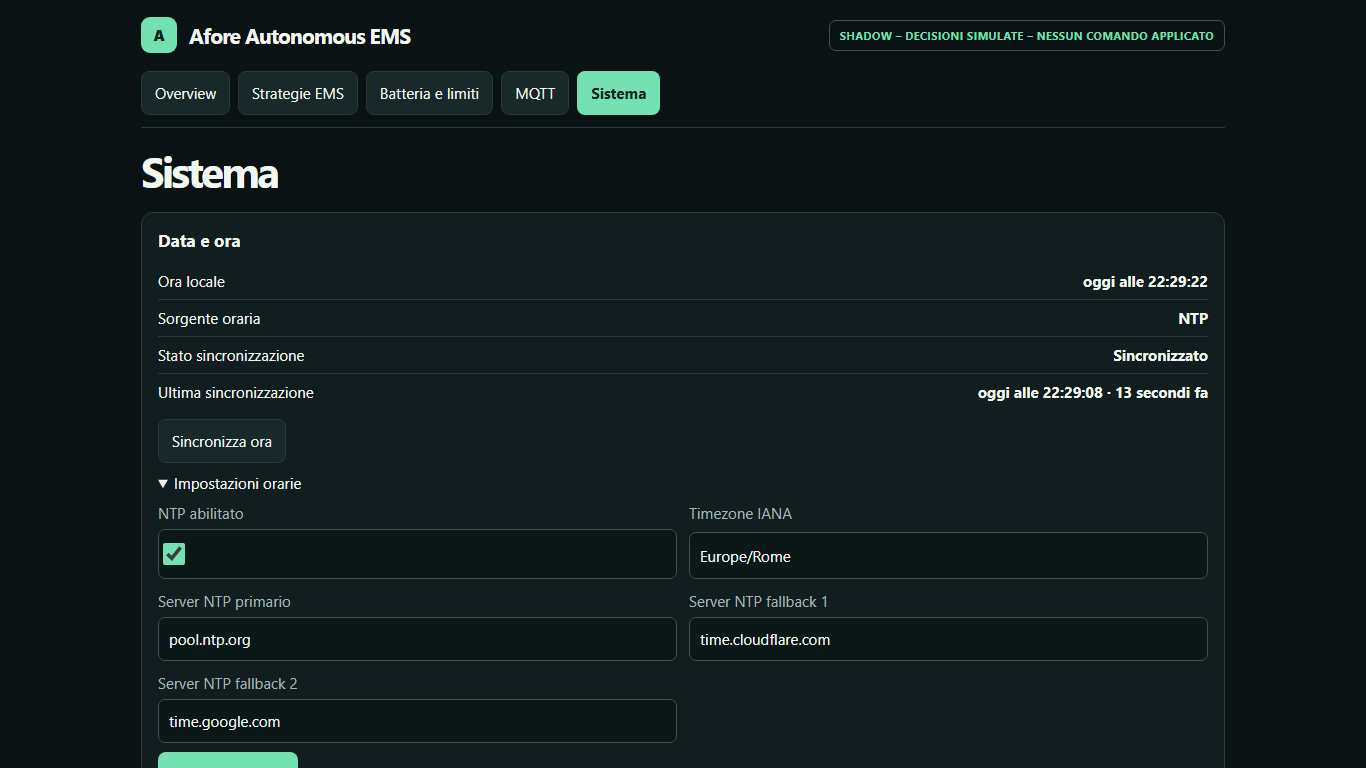 A Afore Autonomous EMS
SHADOW – DECISIONI SIMULATE – NESSUN COMANDO APPLICATO
Overview Strategie EMS Batteria e limiti MQTT Sistema
Sistema
Data e ora
Ora locale oggi alle 22:29:22
Sorgente oraria NTP
Stato sincronizzazione Sincronizzato
Ultima sincronizzazione oggi alle 22:29:08 · 13 secondi fa
Sincronizza ora
▼ Impostazioni orarie
NTP abilitato Timezone IANA
Europe/Rome
Server NTP primario Server NTP fallback 1
pool.ntp.org time.cloudflare.com
Server NTP fallback 2
time.google.com